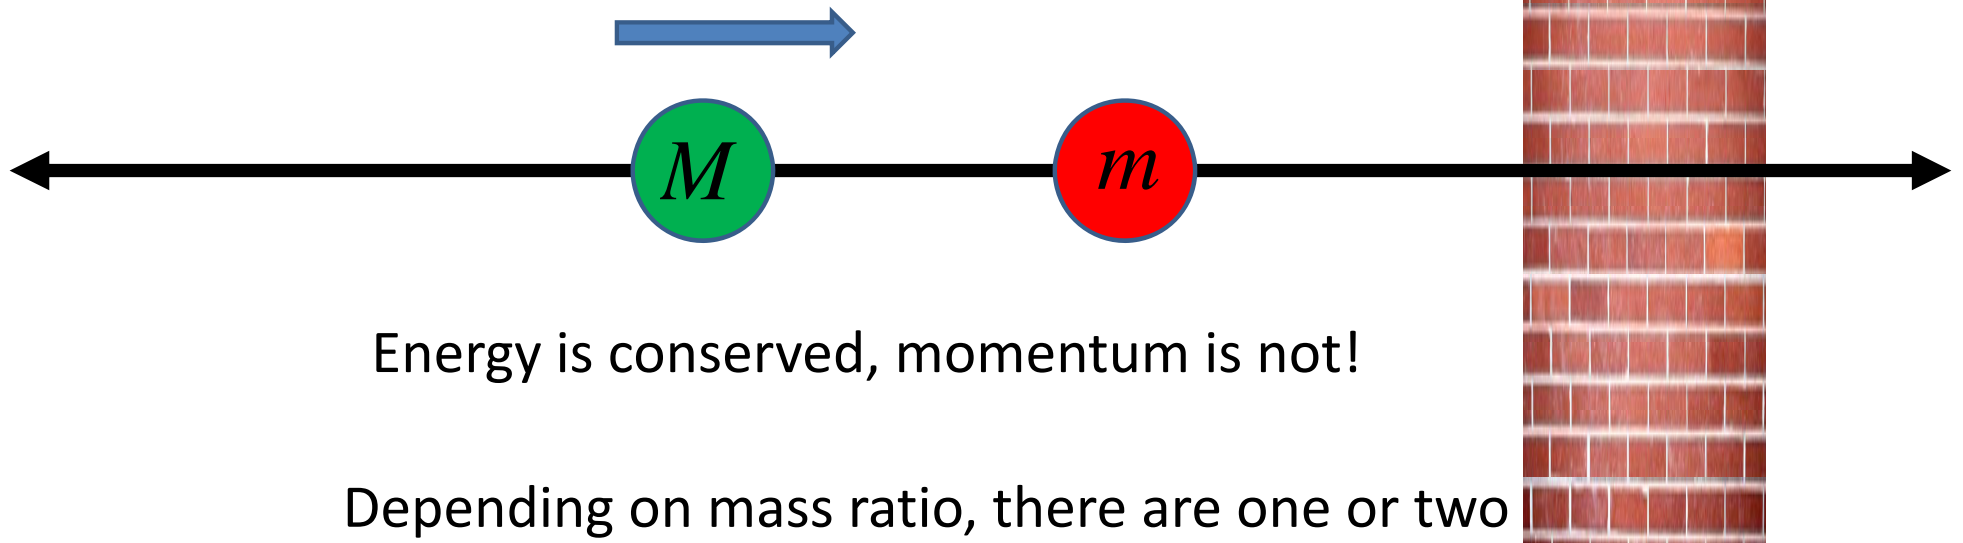 M
m
Energy is conserved, momentum is not!
Depending on mass ratio, there are one or two